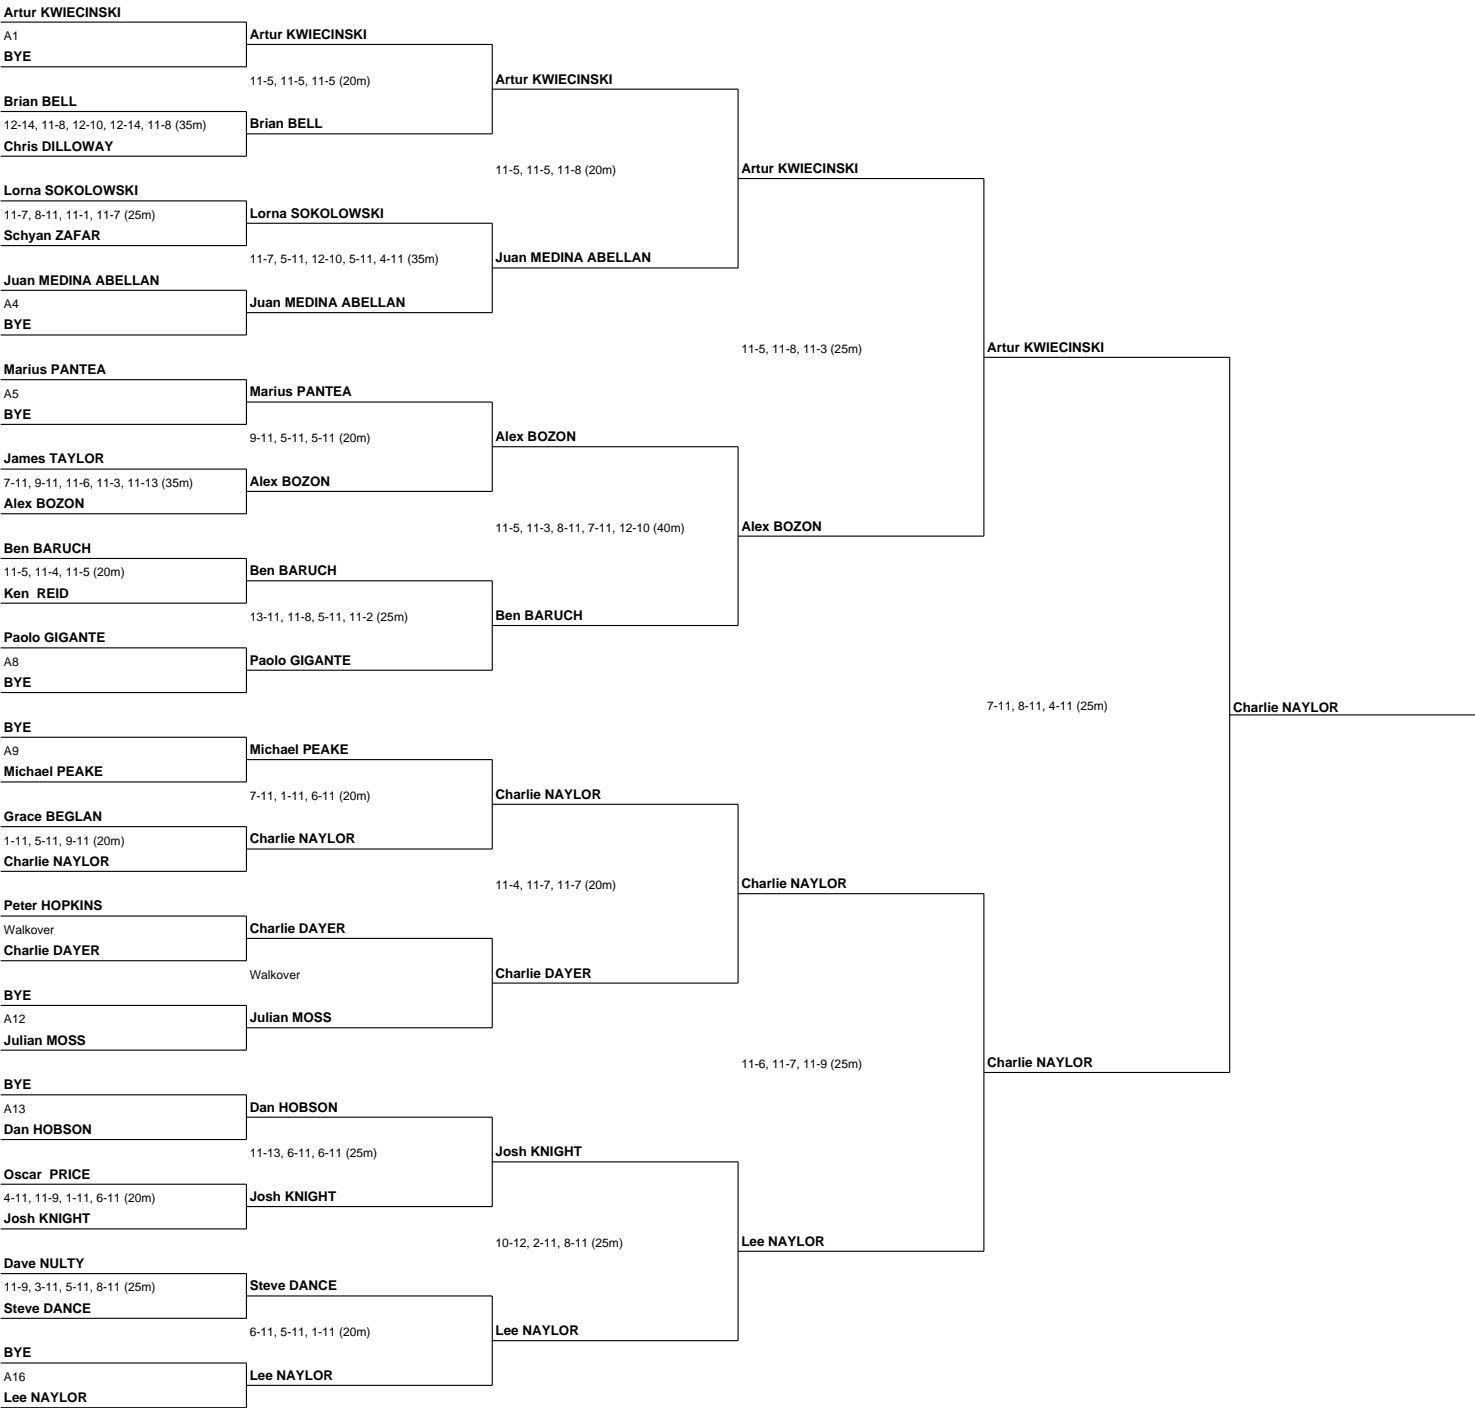 Artur KWIECINSKI
A1
BYE
Brian BELL
12-14, 11-8, 12-10, 12-14, 11-8 (35m)
Chris DILLOWAY
Lorna SOKOLOWSKI
11-7, 8-11, 11-1, 11-7 (25m)
Schyan ZAFAR
Juan MEDINA ABELLAN
A4
BYE
Marius PANTEA
A5
BYE
James TAYLOR
7-11, 9-11, 11-6, 11-3, 11-13 (35m)
Alex BOZON
Ben BARUCH
11-5, 11-4, 11-5 (20m)
Ken  REID
Paolo GIGANTE
A8
BYE
BYE
A9
Michael PEAKE
Grace BEGLAN
1-11, 5-11, 9-11 (20m)
Charlie NAYLOR
Peter HOPKINS
Walkover
Charlie DAYER
BYE
A12
Julian MOSS
BYE
A13
Dan HOBSON
Oscar  PRICE
4-11, 11-9, 1-11, 6-11 (20m)
Josh KNIGHT
Dave NULTY
11-9, 3-11, 5-11, 8-11 (25m)
Steve DANCE
BYE
A16
Lee NAYLOR
Artur KWIECINSKI
11-5, 11-5, 11-5 (20m)
Brian BELL
Lorna SOKOLOWSKI
11-7, 5-11, 12-10, 5-11, 4-11 (35m)
Juan MEDINA ABELLAN
Marius PANTEA
9-11, 5-11, 5-11 (20m)
Alex BOZON
Ben BARUCH
13-11, 11-8, 5-11, 11-2 (25m)
Paolo GIGANTE
Michael PEAKE
7-11, 1-11, 6-11 (20m)
Charlie NAYLOR
Charlie DAYER
Walkover
Julian MOSS
Dan HOBSON
11-13, 6-11, 6-11 (25m)
Josh KNIGHT
Steve DANCE
6-11, 5-11, 1-11 (20m)
Lee NAYLOR
Artur KWIECINSKI
11-5, 11-5, 11-8 (20m)
Juan MEDINA ABELLAN
Alex BOZON
11-5, 11-3, 8-11, 7-11, 12-10 (40m)
Ben BARUCH
Charlie NAYLOR
11-4, 11-7, 11-7 (20m)
Charlie DAYER
Josh KNIGHT
10-12, 2-11, 8-11 (25m)
Lee NAYLOR
Artur KWIECINSKI
11-5, 11-8, 11-3 (25m)
Alex BOZON
Charlie NAYLOR
11-6, 11-7, 11-9 (25m)
Lee NAYLOR
Artur KWIECINSKI
7-11, 8-11, 4-11 (25m)
Charlie NAYLOR
Charlie NAYLOR